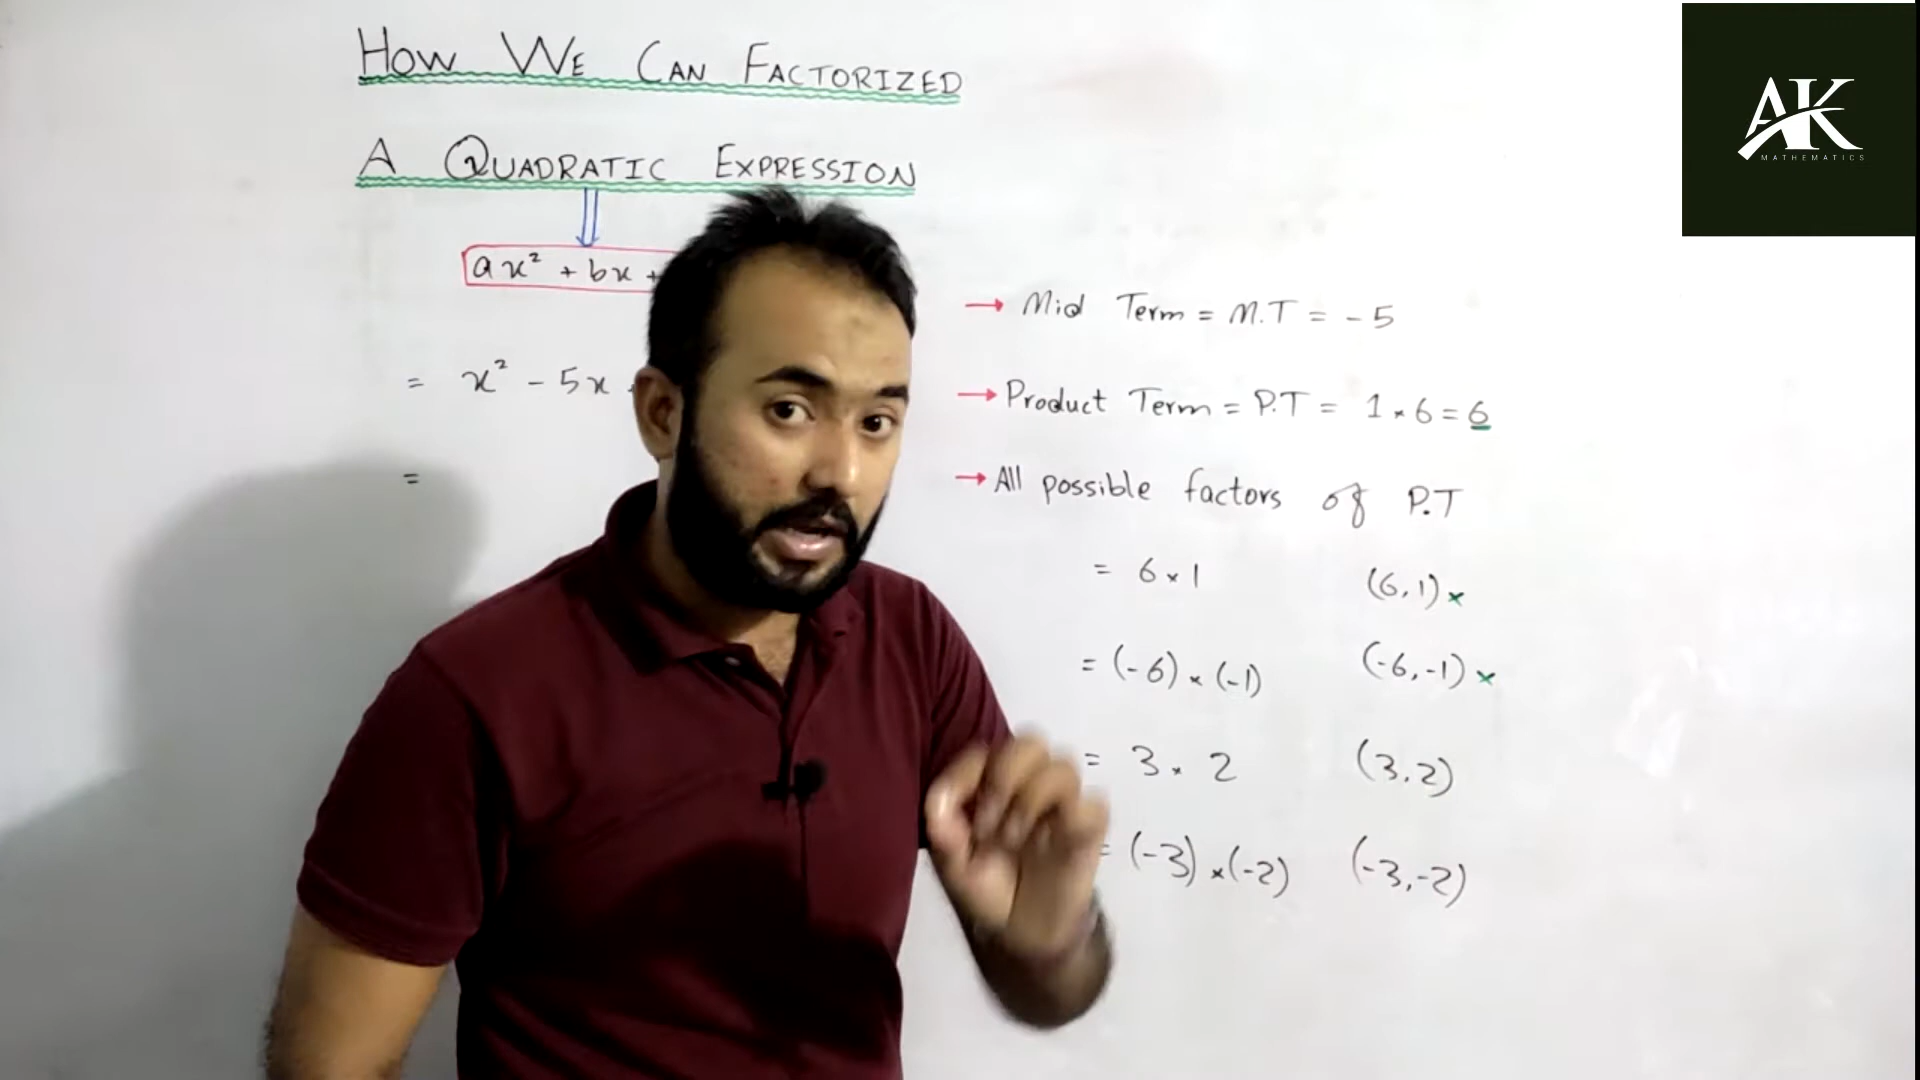 HOW WE CAN FACTORIZED
A QUADRATIC EXPRESSION
ax² + bx +
= x² - 5x
=
→ Mid Term = M.T = - 5
→ Product Term = P.T = 1 × 6 = 6
→ All possible factors of P.T
= 6 × 1 (6,1) ×
= (-6) × (-1) (-6,-1) ×
= 3 × 2 (3,2)
= (-3) × (-2) (-3,-2)
AK
MATHEMATICS